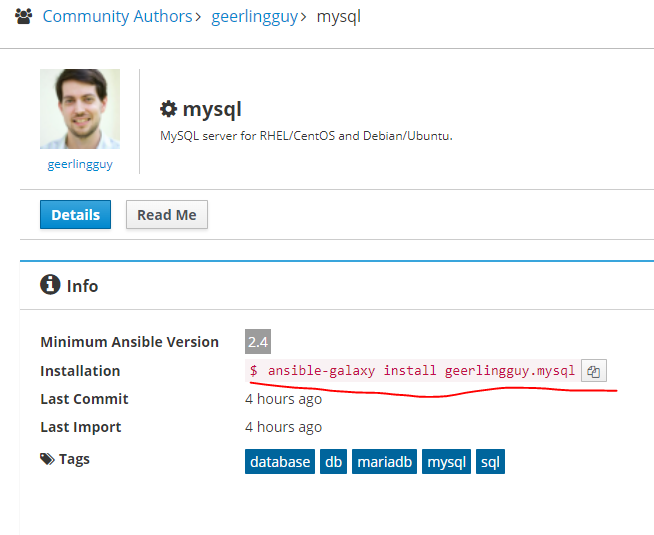 Community Authors> geerlingguy> mysql
mysql
MySQL server for RHEL/CentOS and Debian/Ubuntu.
geerlingguy
Details Read Me
Info
Minimum Ansible Version 2.4
Installation $ ansible-galaxy install geerlingguy.mysql
Last Commit 4 hours ago
Last Import 4 hours ago
Tags database db mariadb mysql sql